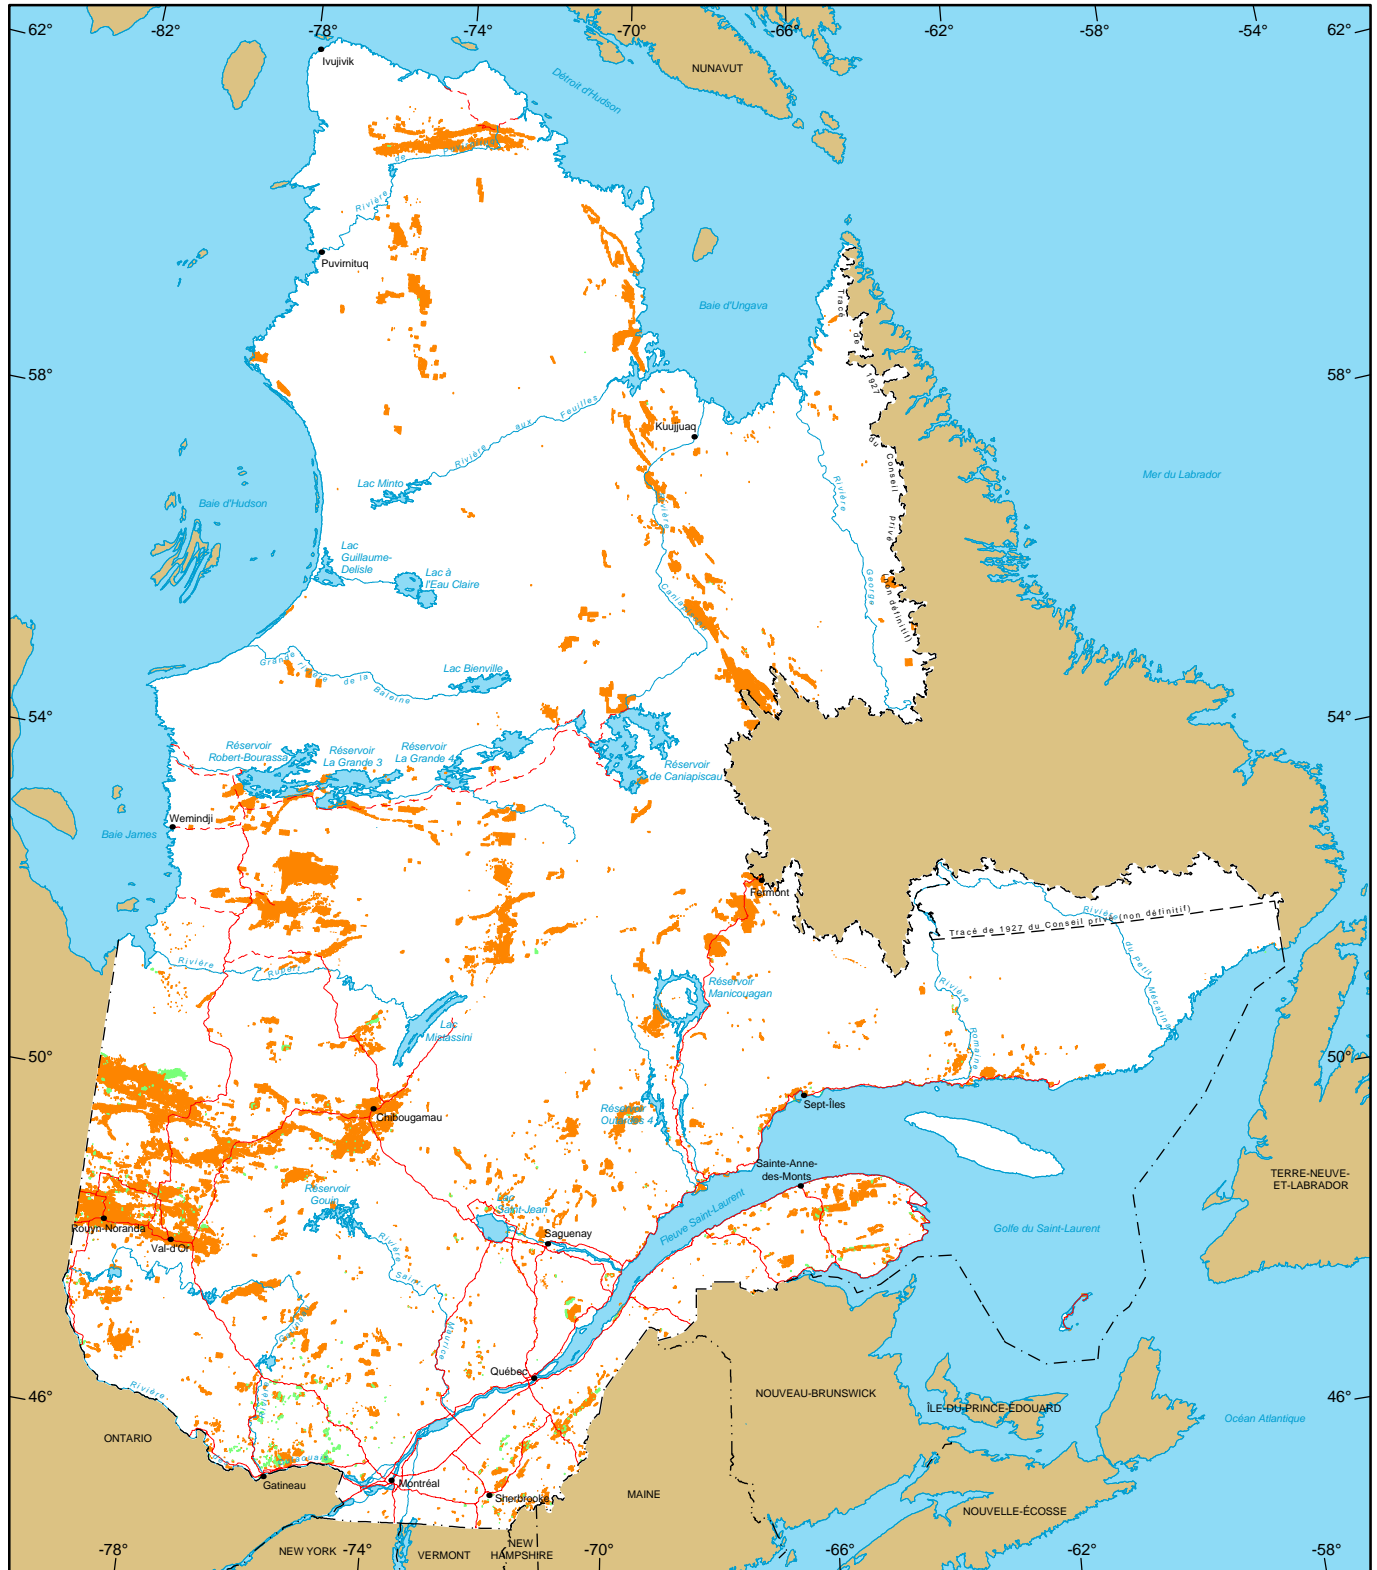 -82°
-78°
-74°
-70°
-66°
-62°
-58°
-54°
62°
62°
Ivujivik
NUNAVUT
Détroit d'Hudson
Rivière
de
Puvirnituq
Baie d'Ungava
58°
58°
Tracé de 1927 du Conseil privé (non définitif)
Rivière aux Feuilles
Kuujjuaq
Lac Minto
Baie d'Hudson
Mer du Labrador
Rivière
George
Rivière
Caniapiscau
Lac
Guillaume-
Delisle
Lac à
l'Eau Claire
Grande rivière de la Baleine
Lac Bienville
54°
54°
Réservoir
Robert-Bourassa
Réservoir
La Grande 3
Réservoir
La Grande 4
Réservoir
de Caniapiscau
Wemindji
Baie James
Fermont
Tracé de 1927 du Conseil privé (non définitif)
Rivière
du Petit
Mécatina
Rivière
Rupert
Réservoir
Manicouagan
Rivière
Romaine
Lac
Mistassini
50°
50°
Chibougamau
Réservoir
Outardes 4
Sept-Îles
Sainte-Anne-
des-Monts
TERRE-NEUVE-
ET-LABRADOR
Réservoir
Gouin
Lac
Saint-Jean
Fleuve Saint-Laurent
Golfe du Saint-Laurent
Rouyn-Noranda
Val-d'Or
Saguenay
Rivière
Saint-
Maurice
Gatineau
Rivière
Québec
Rivière
46°
46°
NOUVEAU-BRUNSWICK
ÎLE-DU-PRINCE-ÉDOUARD
Océan Atlantique
ONTARIO
Outaouais
Gatineau
Montréal
Sherbrooke
MAINE
NOUVELLE-ÉCOSSE
NEW YORK
VERMONT
NEW
HAMPSHIRE
-78°
-74°
-70°
-66°
-62°
-58°